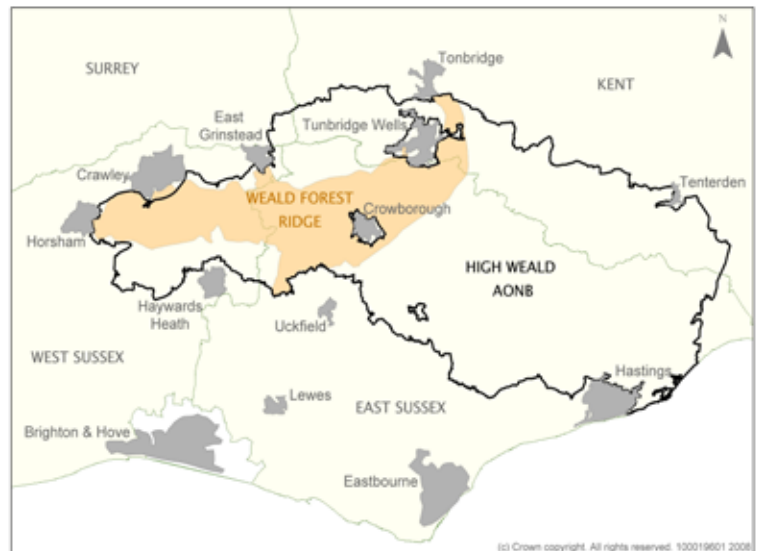 N
Tonbridge
SURREY
KENT
East
Grinstead
Tunbridge Wells
Crawley
Tenterden
WEALD FOREST
RIDGE
Crowborough
Horsham
HIGH WEALD
AONB
Haywards
Heath
Uckfield
WEST SUSSEX
Hastings
Lewes
EAST SUSSEX
Brighton & Hove
Eastbourne
(c) Crown copyright. All rights reserved. 100019601 2008